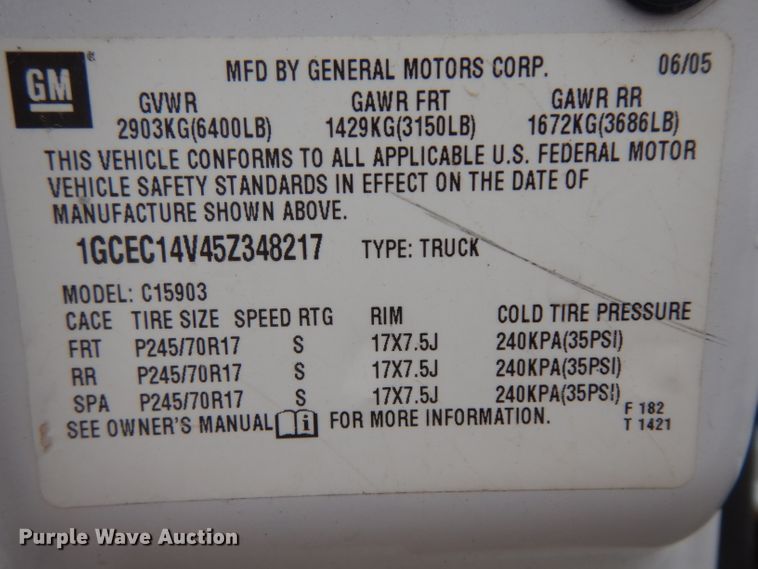 GM
MFD BY GENERAL MOTORS CORP. 06/05
GVWR GAWR FRT GAWR RR
2903KG(6400LB) 1429KG(3150LB) 1672KG(3686LB)
THIS VEHICLE CONFORMS TO ALL APPLICABLE U.S. FEDERAL MOTOR
VEHICLE SAFETY STANDARDS IN EFFECT ON THE DATE OF
MANUFACTURE SHOWN ABOVE.
1GCEC14V45Z348217 TYPE: TRUCK
MODEL: C15903
CACE TIRE SIZE SPEED RTG RIM COLD TIRE PRESSURE
FRT P245/70R17 S 17X7.5J 240KPA(35PSI)
RR P245/70R17 S 17X7.5J 240KPA(35PSI)
SPA P245/70R17 S 17X7.5J 240KPA(35PSI)
SEE OWNER'S MANUAL i FOR MORE INFORMATION.
F 182
T 1421
Purple Wave Auction